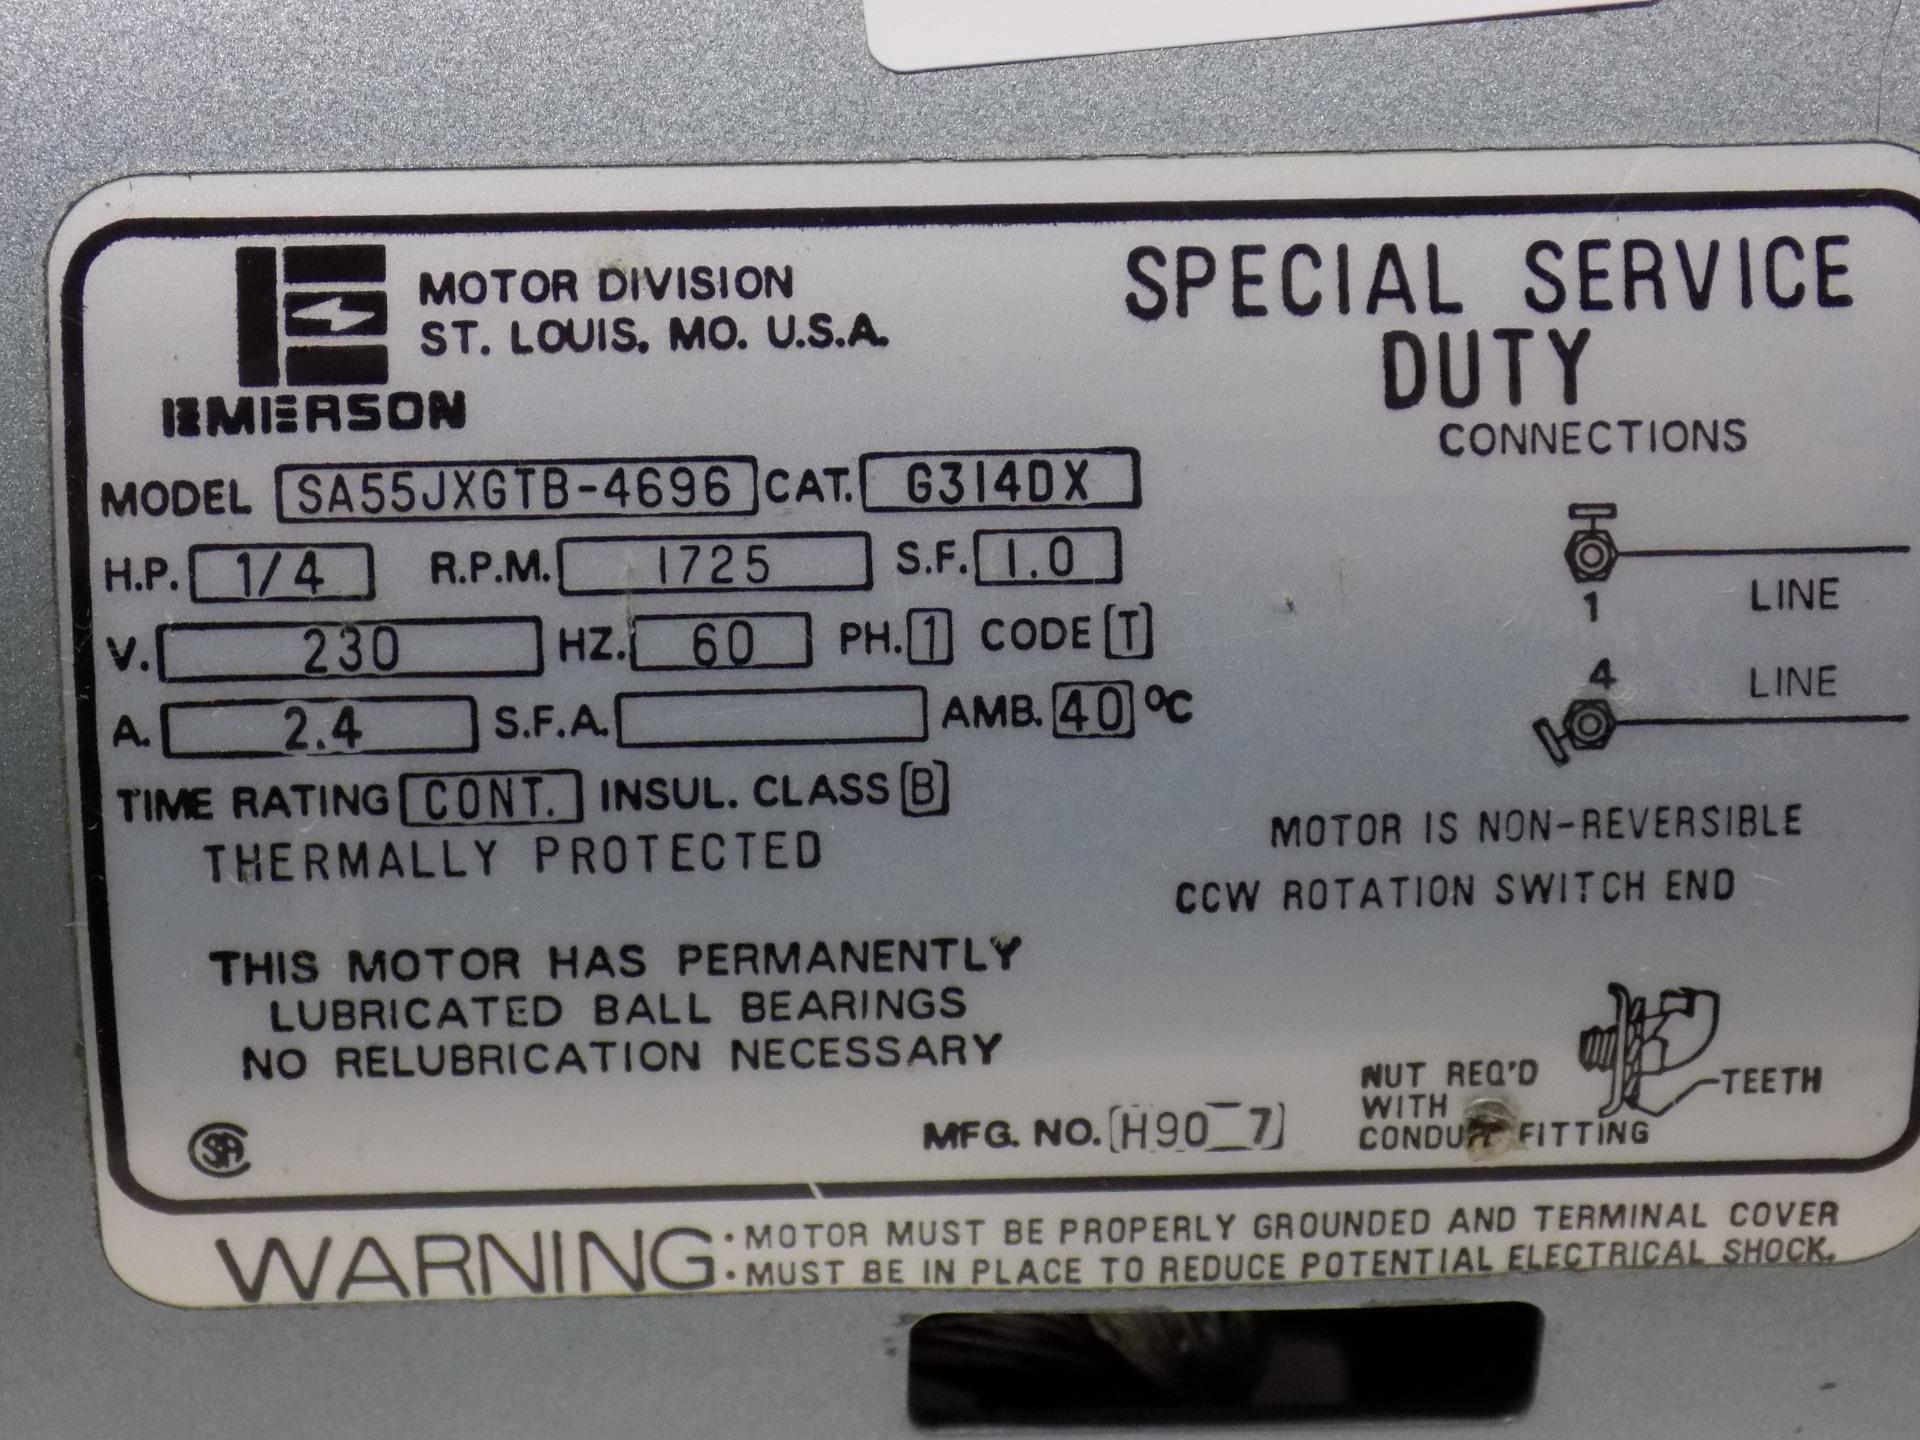 MOTOR DIVISION
ST. LOUIS, MO. U.S.A.
EMERSON
SPECIAL SERVICE
DUTY
CONNECTIONS
MODEL SA55JXGTB-4696 CAT. G314DX
H.P. 1/4 R.P.M. 1725 S.F. 1.0
V. 230 HZ. 60 PH. 1 CODE T
A. 2.4 S.F.A. AMB. 40 °C
TIME RATING CONT. INSUL. CLASS B
THERMALLY PROTECTED
THIS MOTOR HAS PERMANENTLY
LUBRICATED BALL BEARINGS
NO RELUBRICATION NECESSARY
1 LINE
4 LINE
MOTOR IS NON-REVERSIBLE
CCW ROTATION SWITCH END
NUT REQ'D
WITH
CONDUIT FITTING
TEETH
MFG. NO. H90 7
SA
WARNING: • MOTOR MUST BE PROPERLY GROUNDED AND TERMINAL COVER
• MUST BE IN PLACE TO REDUCE POTENTIAL ELECTRICAL SHOCK.